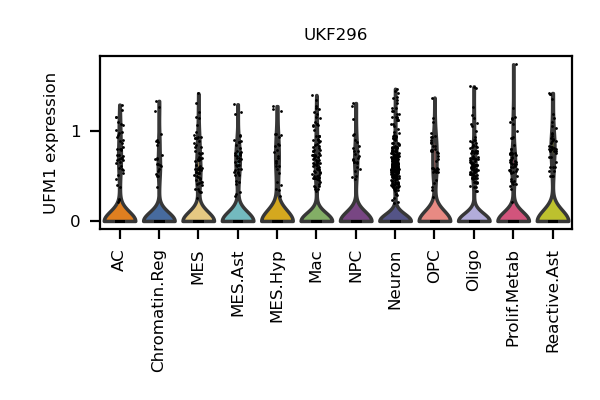 UKF296
UFM1 expression
1
0
AC
Chromatin.Reg
MES
MES.Ast
MES.Hyp
Mac
NPC
Neuron
OPC
Oligo
Prolif.Metab
Reactive.Ast